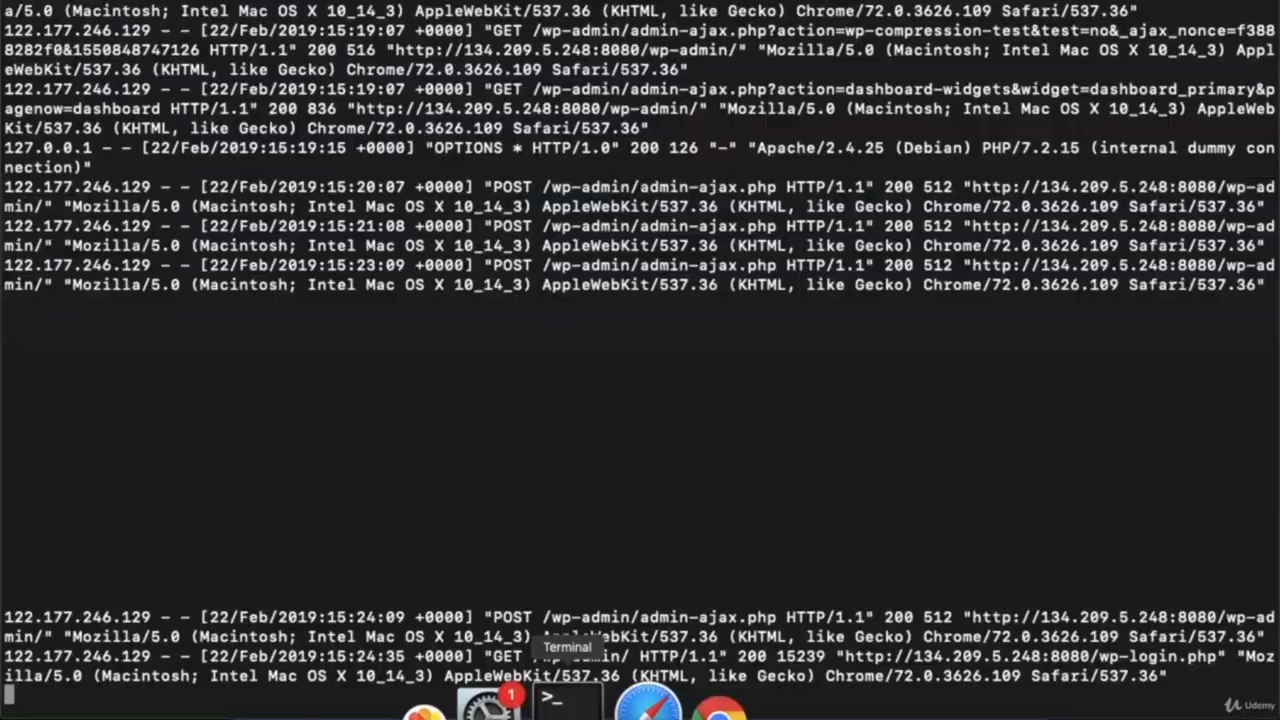 a/5.0 (Macintosh; Intel Mac OS X 10_14_3) AppleWebKit/537.36 (KHTML, like Gecko) Chrome/72.0.3626.109 Safari/537.36"
122.177.246.129 - - [22/Feb/2019:15:19:07 +0000] "GET /wp-admin/admin-ajax.php?action=wp-compression-test&test=no&_ajax_nonce=f388
8282f0&1550848747126 HTTP/1.1" 200 516 "http://134.209.5.248:8080/wp-admin/" "Mozilla/5.0 (Macintosh; Intel Mac OS X 10_14_3) Appl
eWebKit/537.36 (KHTML, like Gecko) Chrome/72.0.3626.109 Safari/537.36"
122.177.246.129 - - [22/Feb/2019:15:19:07 +0000] "GET /wp-admin/admin-ajax.php?action=dashboard-widgets&widget=dashboard_primary&p
agenow=dashboard HTTP/1.1" 200 836 "http://134.209.5.248:8080/wp-admin/" "Mozilla/5.0 (Macintosh; Intel Mac OS X 10_14_3) AppleWeb
Kit/537.36 (KHTML, like Gecko) Chrome/72.0.3626.109 Safari/537.36"
127.0.0.1 - - [22/Feb/2019:15:19:15 +0000] "OPTIONS * HTTP/1.0" 200 126 "-" "Apache/2.4.25 (Debian) PHP/7.2.15 (internal dummy con
nection)"
122.177.246.129 - - [22/Feb/2019:15:20:07 +0000] "POST /wp-admin/admin-ajax.php HTTP/1.1" 200 512 "http://134.209.5.248:8080/wp-ad
min/" "Mozilla/5.0 (Macintosh; Intel Mac OS X 10_14_3) AppleWebKit/537.36 (KHTML, like Gecko) Chrome/72.0.3626.109 Safari/537.36"
122.177.246.129 - - [22/Feb/2019:15:21:08 +0000] "POST /wp-admin/admin-ajax.php HTTP/1.1" 200 512 "http://134.209.5.248:8080/wp-ad
min/" "Mozilla/5.0 (Macintosh; Intel Mac OS X 10_14_3) AppleWebKit/537.36 (KHTML, like Gecko) Chrome/72.0.3626.109 Safari/537.36"
122.177.246.129 - - [22/Feb/2019:15:23:09 +0000] "POST /wp-admin/admin-ajax.php HTTP/1.1" 200 512 "http://134.209.5.248:8080/wp-ad
min/" "Mozilla/5.0 (Macintosh; Intel Mac OS X 10_14_3) AppleWebKit/537.36 (KHTML, like Gecko) Chrome/72.0.3626.109 Safari/537.36"
122.177.246.129 - - [22/Feb/2019:15:24:09 +0000] "POST /wp-admin/admin-ajax.php HTTP/1.1" 200 512 "http://134.209.5.248:8080/wp-ad
min/" "Mozilla/5.0 (Macintosh; Intel Mac OS X 10_14_3) AppleWebKit/537.36 (KHTML, like Gecko) Chrome/72.0.3626.109 Safari/537.36"
Terminal
122.177.246.129 - - [22/Feb/2019:15:24:35 +0000] "GET /wp-admin/ HTTP/1.1" 200 15239 "http://134.209.5.248:8080/wp-login.php" "Moz
illa/5.0 (Macintosh; Intel Mac OS X 10_14_3) AppleWebKit/537.36 (KHTML, like Gecko) Chrome/72.0.3626.109 Safari/537.36"
1
>_
Udemy